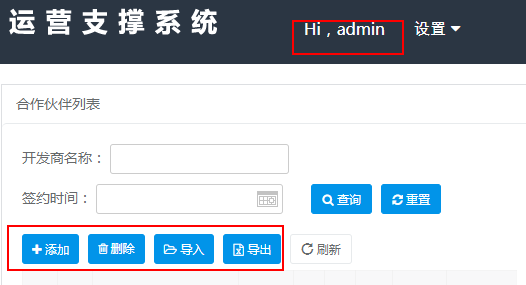 运营支撑系统 Hi，admin 设置
合作伙伴列表
开发商名称：
签约时间： 查询 重置
添加 删除 导入 导出 刷新